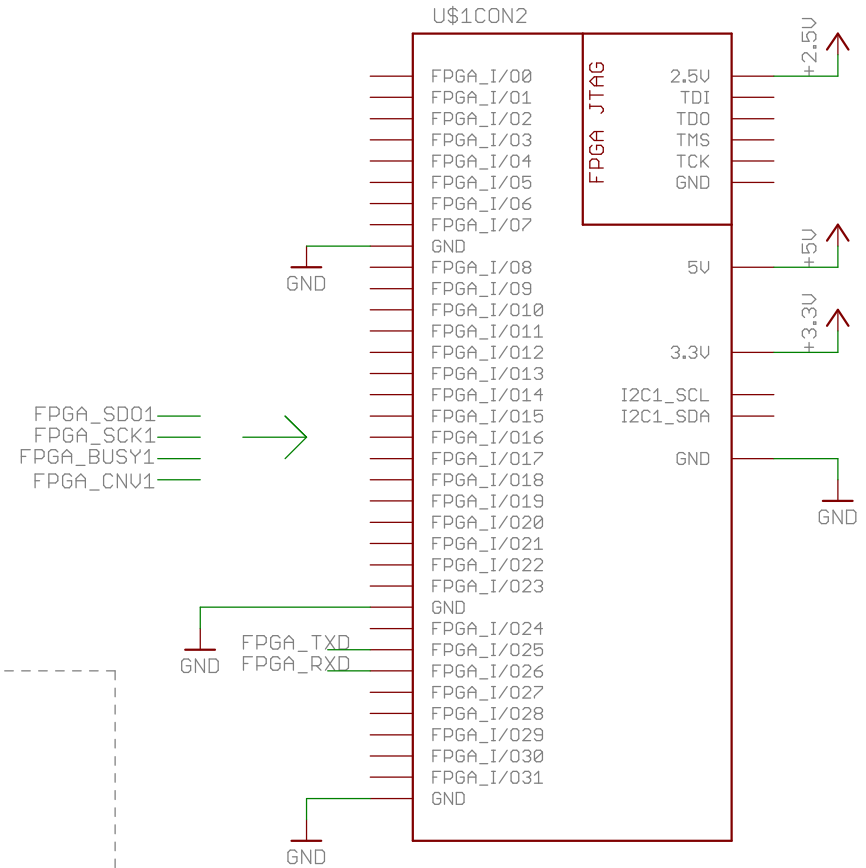 U$1CON2
FPGA_I/O0
FPGA_I/O1
FPGA_I/O2
FPGA_I/O3
FPGA_I/O4
FPGA_I/O5
FPGA_I/O6
FPGA_I/O7
GND
FPGA_I/O8
FPGA_I/O9
FPGA_I/O10
FPGA_I/O11
FPGA_I/O12
FPGA_I/O13
FPGA_I/O14
FPGA_I/O15
FPGA_I/O16
FPGA_I/O17
FPGA_I/O18
FPGA_I/O19
FPGA_I/O20
FPGA_I/O21
FPGA_I/O22
FPGA_I/O23
GND
FPGA_I/O24
FPGA_I/O25
FPGA_I/O26
FPGA_I/O27
FPGA_I/O28
FPGA_I/O29
FPGA_I/O30
FPGA_I/O31
GND
FPGA JTAG
2.5V
TDI
TDO
TMS
TCK
GND
5V
3.3V
I2C1_SCL
I2C1_SDA
GND
+2.5V
+5V
+3.3V
GND
GND
FPGA_SDO1
FPGA_SCK1
FPGA_BUSY1
FPGA_CNV1
GND
FPGA_TXD
FPGA_RXD
GND